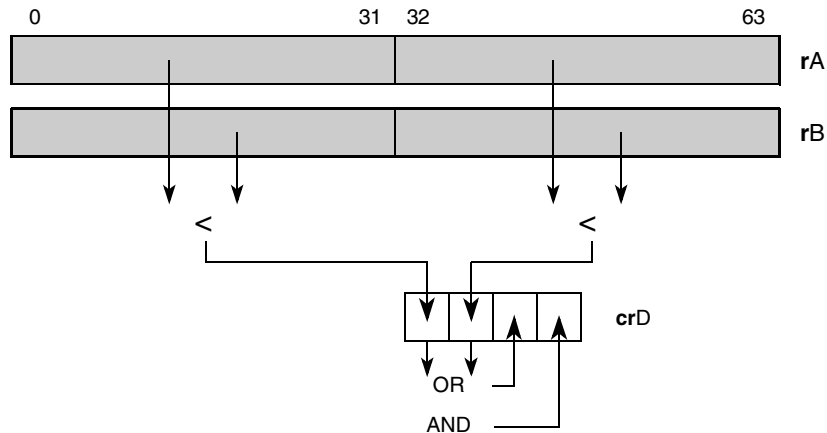 0 31 32 63
rA
rB
< <
crD
OR
AND